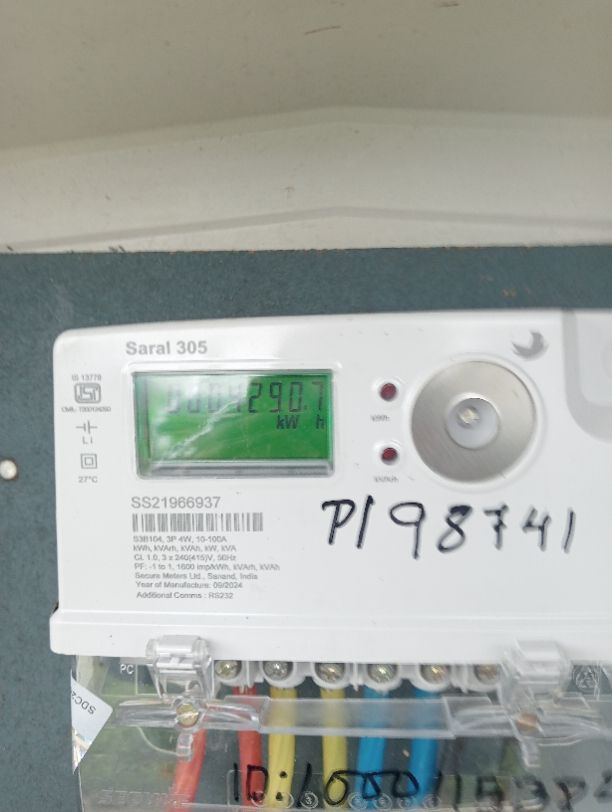 Saral 305
IS 13779
0004290.7
kW h
kWh
kVArh
Li
27°C
SS21966937
S3B104, 3P 4W, 10-100A
kWh, kVArh, kVAh, kW, kVA
Cl. 1.0, 3 x 240(415)V, 50Hz
PF: -1 to 1, 1600 imp/kWh, kVArh, kVAh
Secure Meters Ltd., Sanand, India
Year of Manufacture: 09/2024
Additional Comms : RS232
P198741
PC